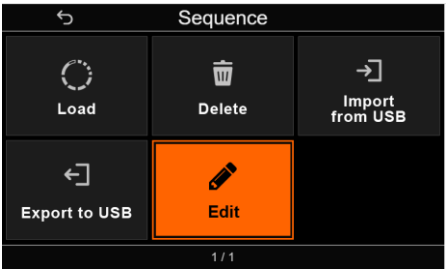 Sequence
Load
Delete
Import
from USB
Export to USB
Edit
1/1